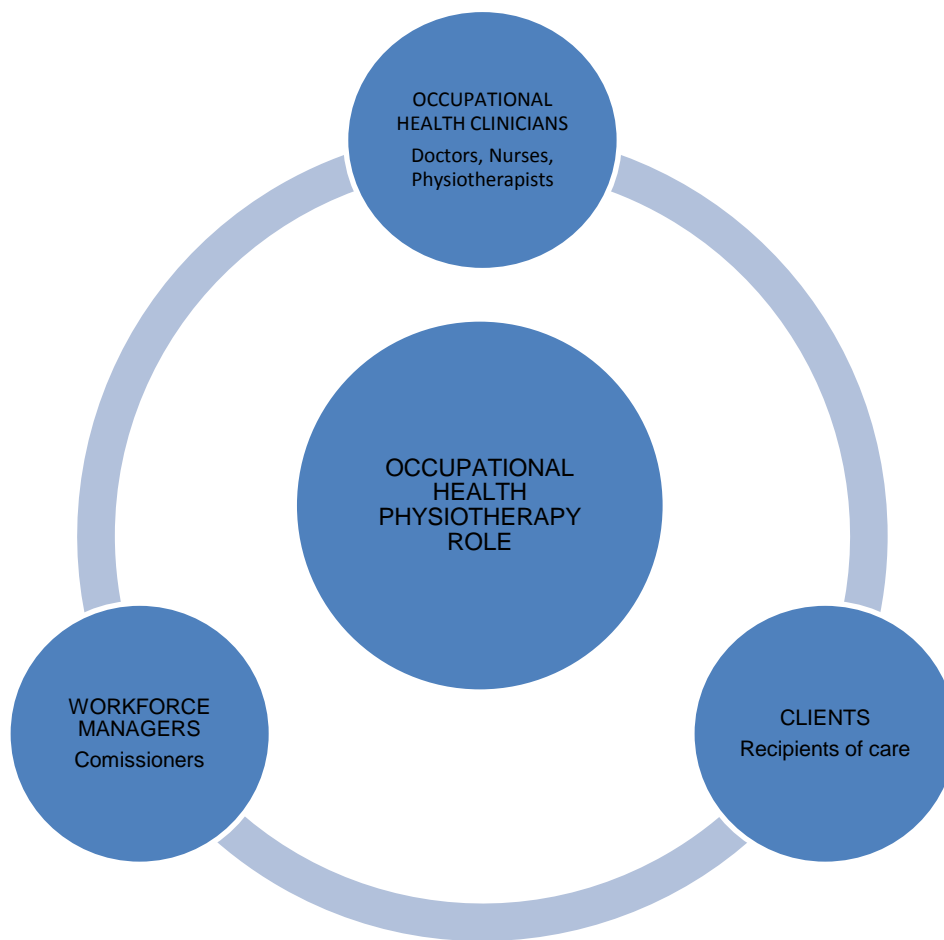 OCCUPATIONAL
HEALTH CLINICIANS
Doctors, Nurses,
Physiotherapists
OCCUPATIONAL
HEALTH
PHYSIOTHERAPY
ROLE
WORKFORCE
MANAGERS
Comissioners
CLIENTS
Recipients of care